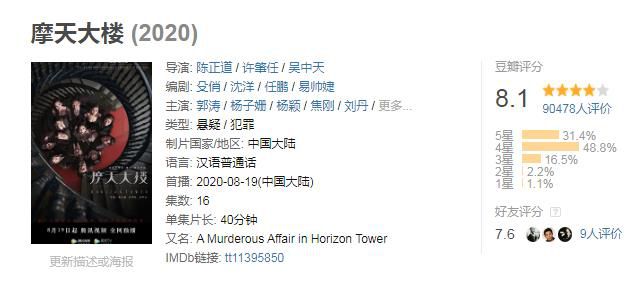 摩天大楼 (2020)
导演: 陈正道 / 许肇任 / 吴中天
编剧: 受俏 / 沈洋 / 任鹏 / 易帅婕
主演: 郭涛 / 杨子姗 / 杨颖 / 焦刚 / 刘丹 / 更多...
类型: 悬疑 / 犯罪
制片国家/地区: 中国大陆
语言: 汉语普通话
首播: 2020-08-19(中国大陆)
集数: 16
单集片长: 40分钟
又名: A Murderous Affair in Horizon Tower
IMDb链接: tt11395850
摩天大楼
8月19日起 腾讯视频 全网独播
更新描述或海报
豆瓣评分
8.1
90478人评价
5星 31.4%
4星 48.8%
3星 16.5%
2星 2.2%
1星 1.1%
好友评分 ?
7.6 9人评价